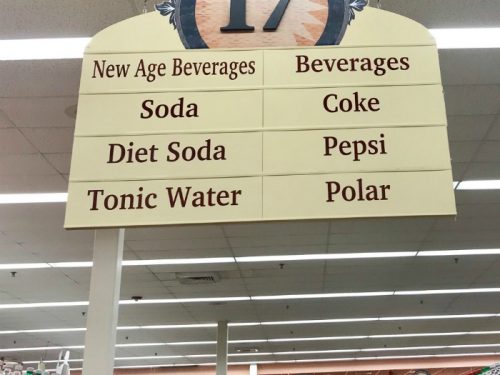 17
New Age Beverages
Beverages
Soda
Coke
Diet Soda
Pepsi
Tonic Water
Polar